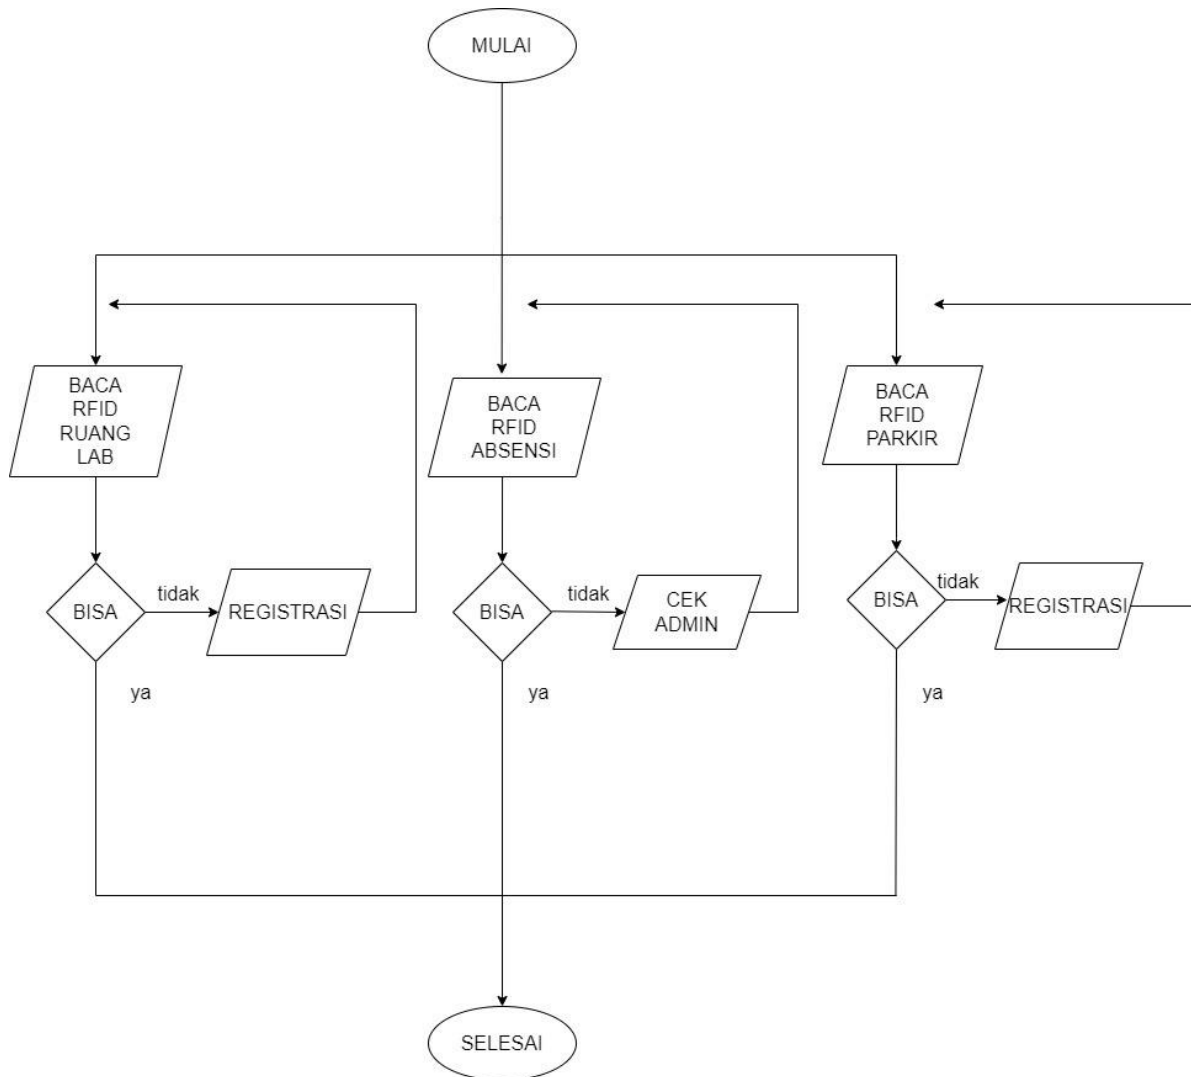 MULAI
BACA
RFID
RUANG
LAB
BACA
RFID
ABSENSI
BACA
RFID
PARKIR
BISA
tidak
REGISTRASI
BISA
tidak
CEK
ADMIN
BISA
tidak
REGISTRASI
ya
ya
ya
SELESAI